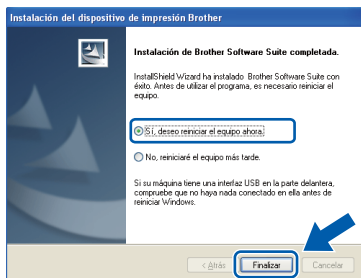 Instalación del dispositivo de impresión Brother
Instalación de Brother Software Suite completada.
InstallShield Wizard ha instalado Brother Software Suite con
éxito. Antes de utilizar el programa, es necesario reiniciar el
equipo.
Sí, deseo reiniciar el equipo ahora.
No, reiniciaré el equipo más tarde.
Si su máquina tiene una interfaz USB en la parte delantera,
compruebe que no haya nada conectado en ella antes de
reiniciar Windows.
< Atrás Finalizar Cancelar